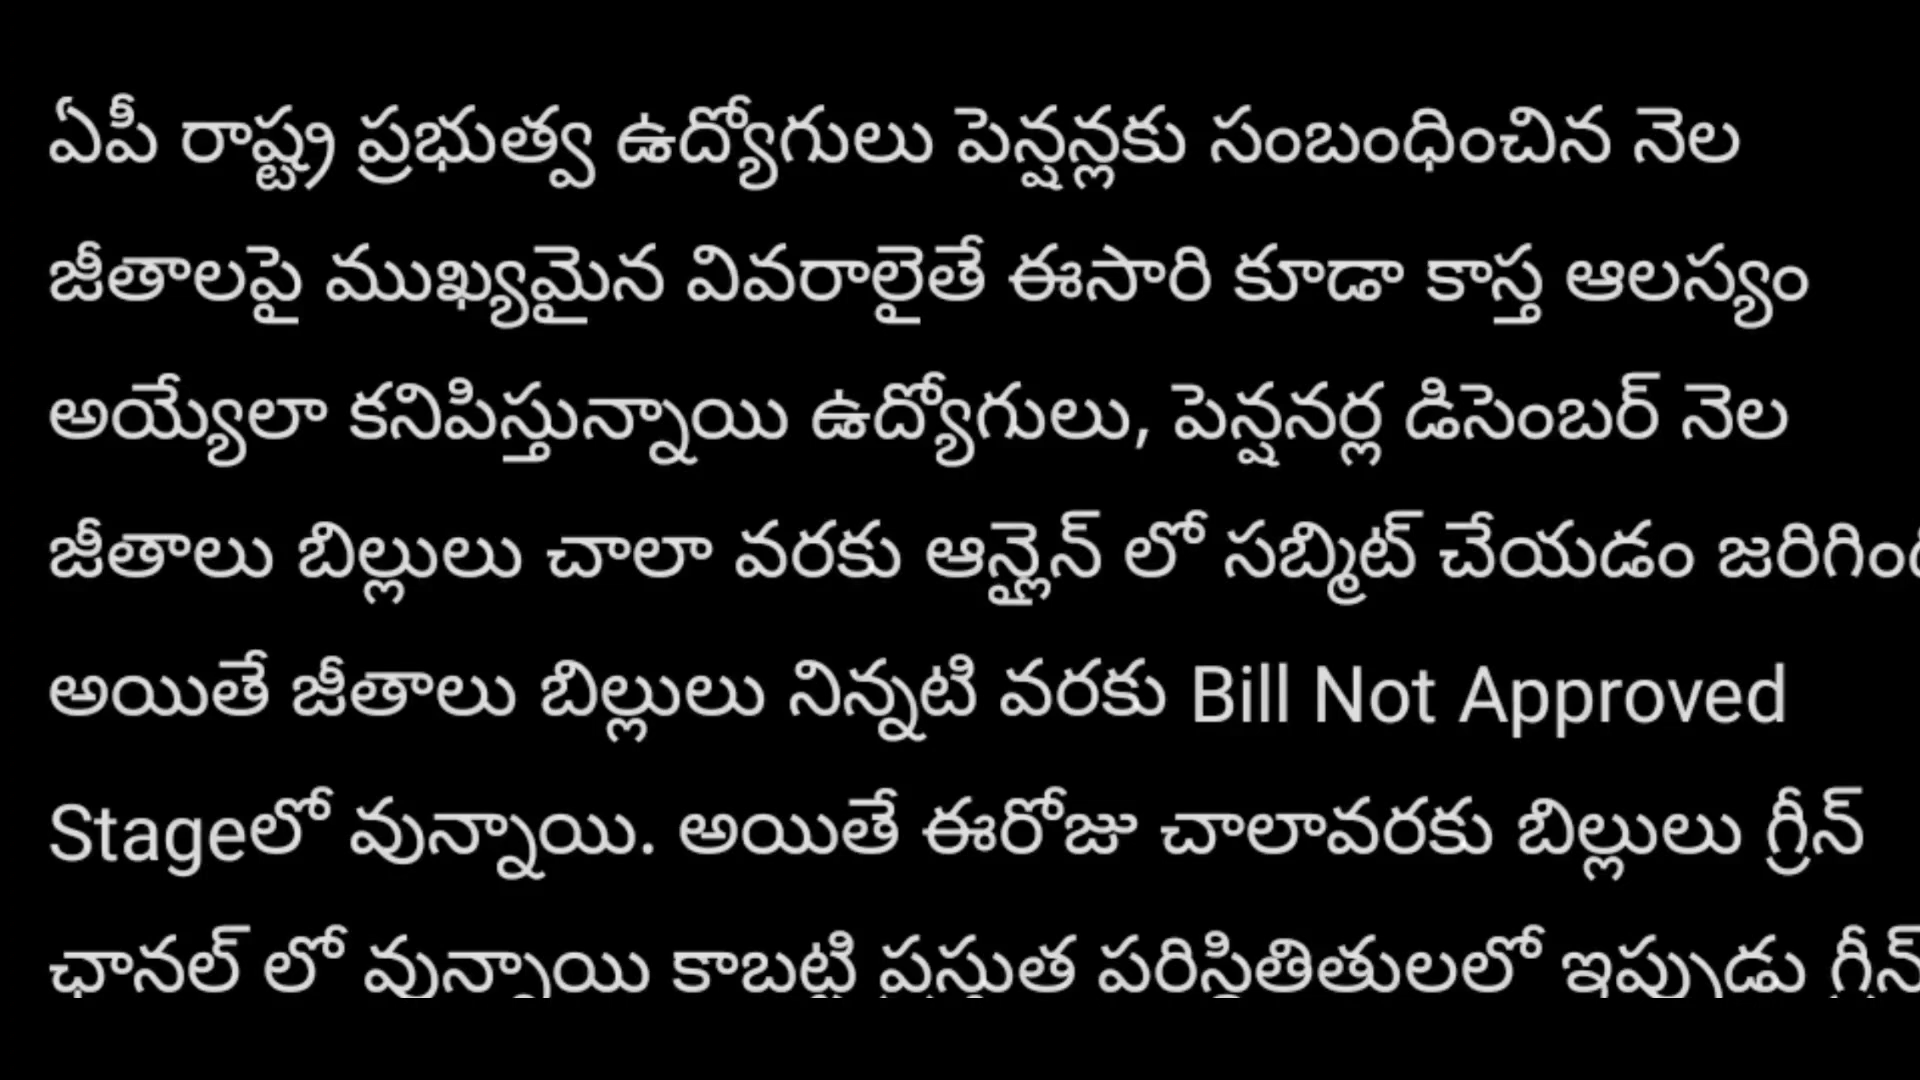 ఏపీ రాష్ట్ర ప్రభుత్వ ఉద్యోగులు పెన్షన్లకు సంబంధించిన నెల
జీతాలపై ముఖ్యమైన వివరాలైతే ఈసారి కూడా కాస్త ఆలస్యం
అయ్యేలా కనిపిస్తున్నాయి ఉద్యోగులు, పెన్షనర్ల డిసెంబర్ నెల
జీతాలు బిల్లులు చాలా వరకు ఆన్లైన్ లో సబ్మిట్ చేయడం
అయితే జీతాలు బిల్లులు నిన్నటి వరకు Bill Not Approved
Stageలో వున్నాయి. అయితే ఈరోజు చాలావరకు బిల్లులు గ్రీన్
ఛానల్ లో వున్నాయి కాబట్టి ప్రస్తుత పరిస్థితితులలో ఇప్పుడు గ్రీన్